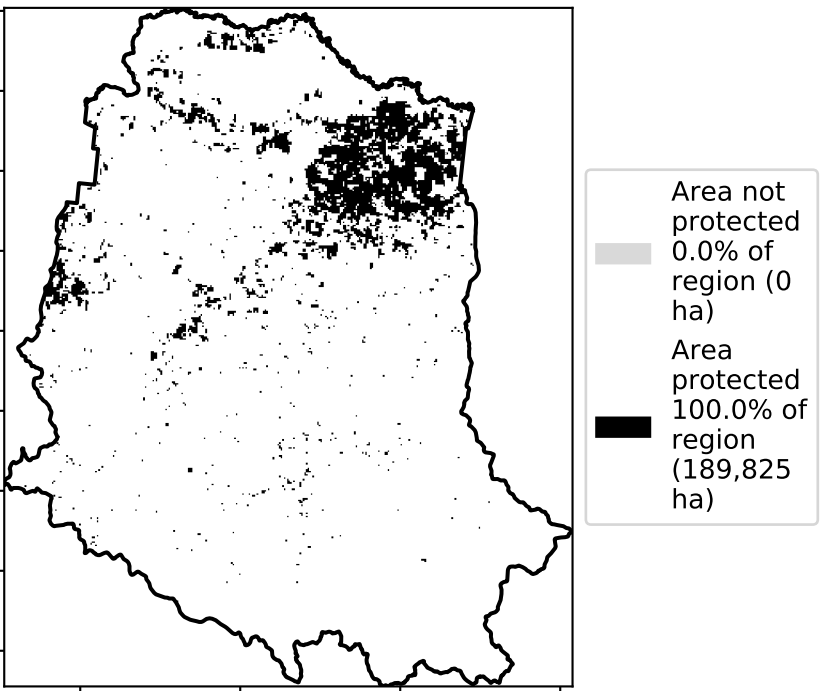 Area not
protected
0.0% of
region (0
ha)
Area
protected
100.0% of
region
(189,825
ha)